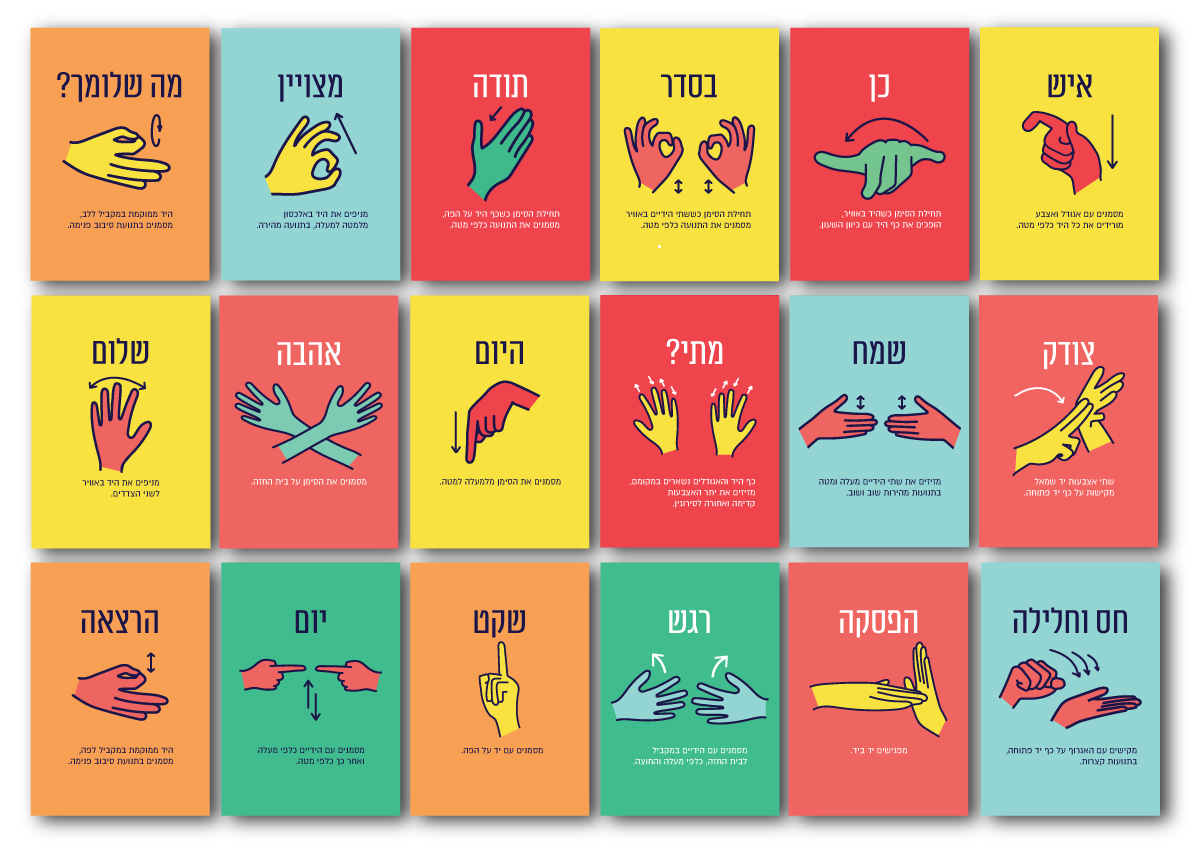 איש
מסמנים עם אגודל ואצבע
מורידים את כל היד כלפי מטה.
כן
תחילת הסימן כשהיד באוויר,
הופכים את כף היד עם כיוון השעון.
בסדר
תחילת הסימן כששתי הידיים באוויר
מסמנים את התנועה כלפי מטה.
תודה
תחילת הסימן כשכף היד על הפה,
מסמנים את התנועה כלפי מטה.
מצויין
מניפים את היד באלכסון
מלמטה למעלה, בתנועה מהירה.
מה שלומך?
היד ממוקמת במקביל ללב,
מסמנים בתנועת סיבוב פנימה.
צודק
שתי אצבעות יד שמאל
מקישות על כף יד פתוחה.
שמח
מזיזים את שתי הידיים מעלה ומטה
בתנועות מהירות שוב ושוב.
מתי?
כף היד והאגודלים נשארים במקומם,
מזיזים את יתר האצבעות
קדימה ואחורה לסירוגין.
היום
מסמנים את הסימן מלמעלה למטה.
אהבה
מסמנים את הסימן על בית החזה.
שלום
מניפים את היד באוויר
לשני הצדדים.
חס וחלילה
מקישים עם האגרוף על כף יד פתוחה,
בתנועות קצרות.
הפסקה
מפגישים יד ביד.
רגש
מסמנים עם הידיים במקביל
לבית החזה, כלפי מעלה והחוצה.
שקט
מסמנים עם יד על הפה.
יום
מסמנים עם הידיים כלפי מעלה
ואחר כך כלפי מטה.
הרצאה
היד ממוקמת במקביל לפה,
מסמנים בתנועת סיבוב פנימה.